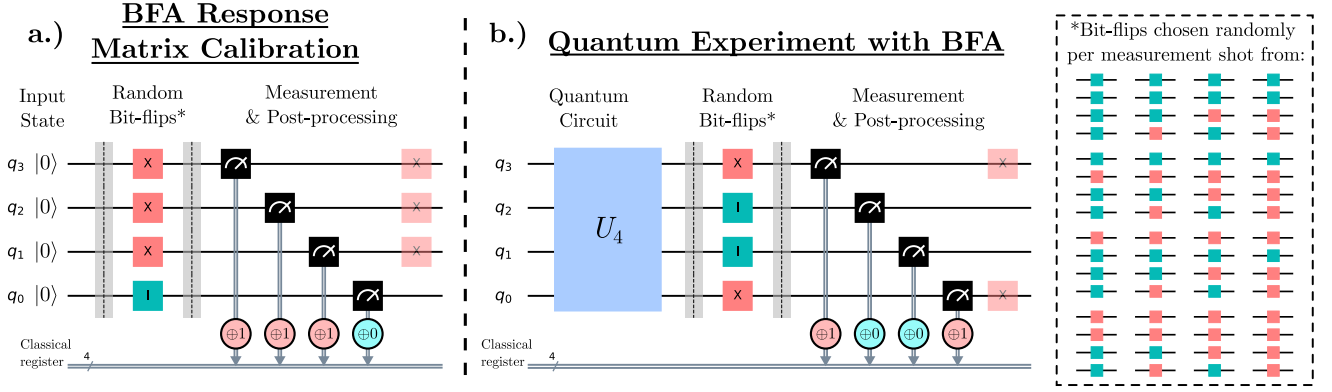 a.)
BFA Response
Matrix Calibration
Input
State
Random
Bit-flips*
Measurement
& Post-processing
q3 |0⟩ X X
q2 |0⟩ X X
q1 |0⟩ X X
q0 |0⟩ I
⊕1 ⊕1 ⊕1 ⊕0
Classical
register
4
b.)
Quantum Experiment with BFA
Quantum
Circuit
Random
Bit-flips*
Measurement
& Post-processing
q3 X X
q2 I
U4
q1 I
q0 X X
⊕1 ⊕0 ⊕0 ⊕1
Classical
register
4
*Bit-flips chosen randomly
per measurement shot from: